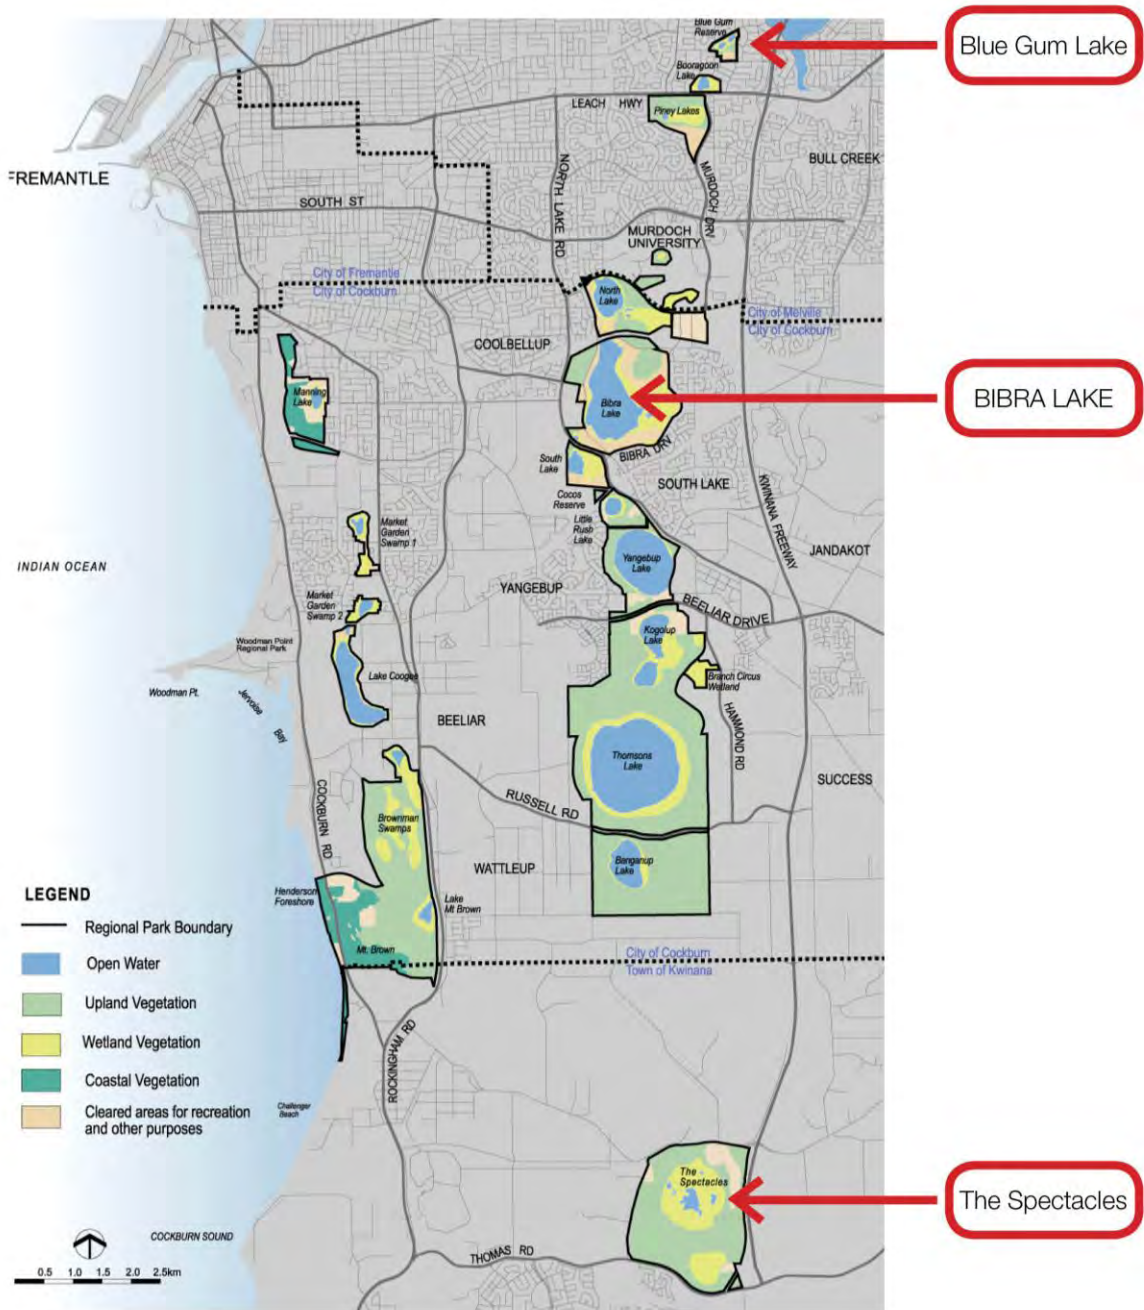 Blue Gum
Reserve
Blue Gum Lake
Booragoon
Lake
LEACH HWY
Piney Lakes
BULL CREEK
FREMANTLE
NORTH LAKE RD
MURDOCH DRV
SOUTH ST
MURDOCH
UNIVERSITY
City of Fremantle
City of Cockburn
North
Lake
City of Melville
City of Cockburn
COOLBELLUP
Manning
Lake
Bibra
Lake
BIBRA LAKE
BIBRA DRV
South
Lake
SOUTH LAKE
KWINANA FREEWAY
Cocos
Reserve
Little
Rush
Lake
Market
Garden
Swamp 1
JANDAKOT
INDIAN OCEAN
Yangebup
Lake
YANGEBUP
Market
Garden
Swamp 2
BEELIAR DRIVE
Kogolup
Lake
Woodman Point
Regional Park
Lake Coogee
Branch Circus
Wetland
Woodman Pt.
Jervoise
Bay
BEELIAR
HAMMOND RD
Thomsons
Lake
SUCCESS
COCKBURN RD
RUSSELL RD
Brownman
Swamps
WATTLEUP
Banganup
Lake
LEGEND
Regional Park Boundary
Open Water
Upland Vegetation
Wetland Vegetation
Coastal Vegetation
Cleared areas for recreation
and other purposes
Henderson
Foreshore
Lake
Mt Brown
Mt. Brown
City of Cockburn
Town of Kwinana
ROCKINGHAM RD
Challenger
Beach
The
Spectacles
The Spectacles
COCKBURN SOUND
THOMAS RD
0.5 1.0 1.5 2.0 2.5km